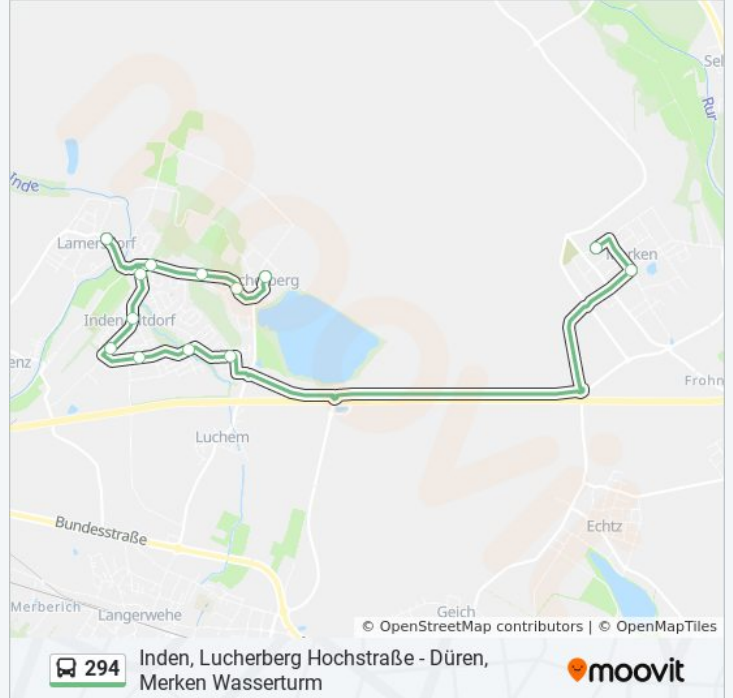 Sel
Rur
Inde
Lamersdorf
Merken
cherberg
Inden/Altdorf
enz
Frohn
Luchem
Bundesstraße
Echtz
Merberich
Langerwehe
Geich
© OpenStreetMap contributors | © OpenMapTiles
294
Inden, Lucherberg Hochstraße - Düren,
Merken Wasserturm
moovit
moovit